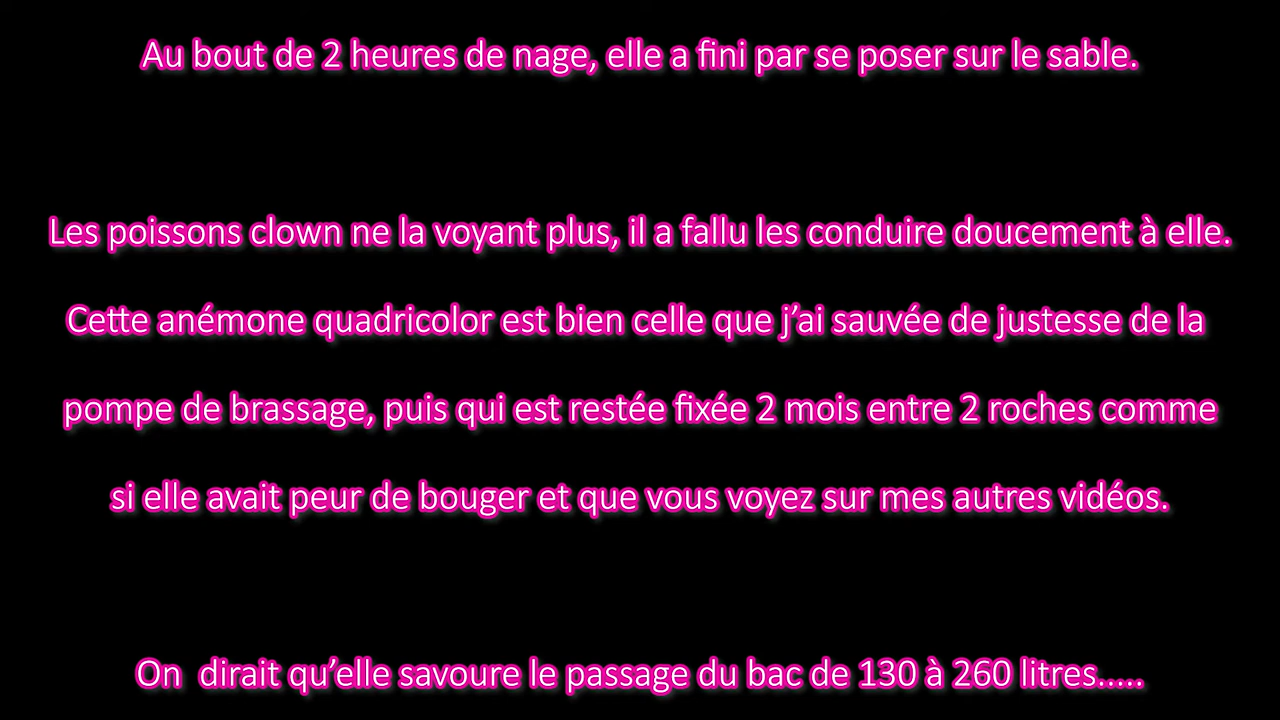 Au bout de 2 heures de nage, elle a fini par se poser sur le sable.
Les poissons clown ne la voyant plus, il a fallu les conduire doucement à elle.
Cette anémone quadricolor est bien celle que j’ai sauvée de justesse de la
pompe de brassage, puis qui est restée fixée 2 mois entre 2 roches comme
si elle avait peur de bouger et que vous voyez sur mes autres vidéos.
On  dirait qu’elle savoure le passage du bac de 130 à 260 litres.....